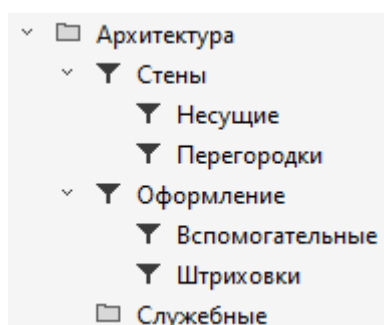 Архитектура
Стены
Несущие
Перегородки
Оформление
Вспомогательные
Штриховки
Служебные